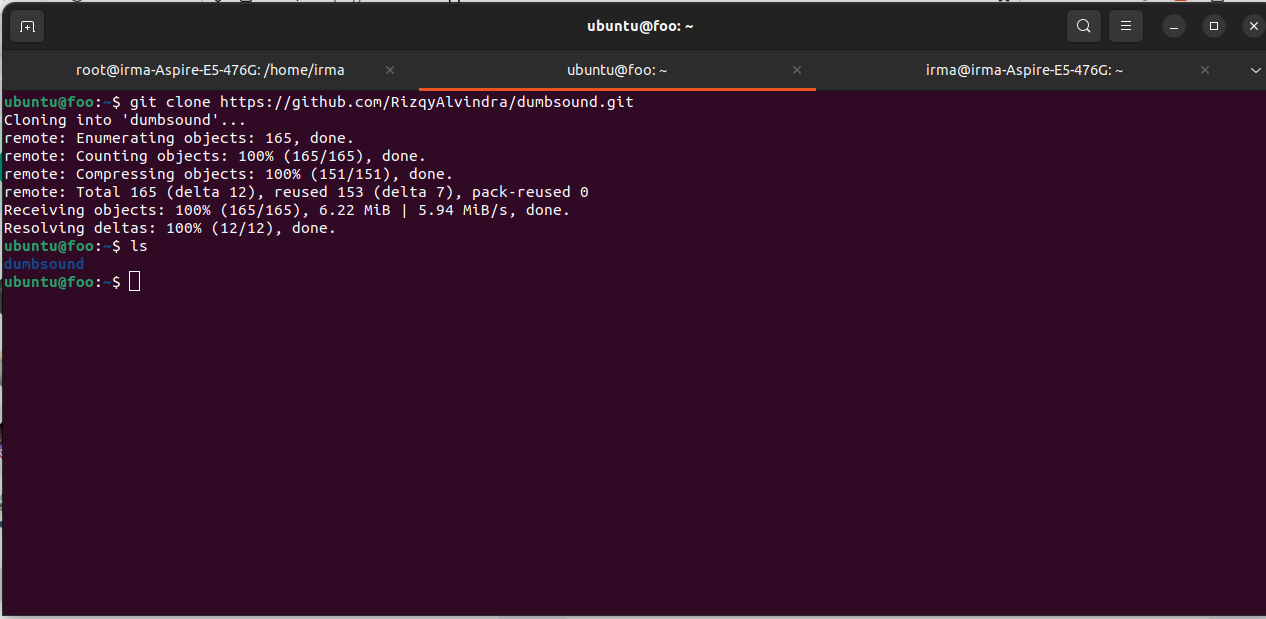 ubuntu@foo: ~
root@irma-Aspire-E5-476G: /home/irma
ubuntu@foo: ~
irma@irma-Aspire-E5-476G: ~
ubuntu@foo:~$ git clone https://github.com/RizqyAlvindra/dumbsound.git
Cloning into 'dumbsound'...
remote: Enumerating objects: 165, done.
remote: Counting objects: 100% (165/165), done.
remote: Compressing objects: 100% (151/151), done.
remote: Total 165 (delta 12), reused 153 (delta 7), pack-reused 0
Receiving objects: 100% (165/165), 6.22 MiB | 5.94 MiB/s, done.
Resolving deltas: 100% (12/12), done.
ubuntu@foo:~$ ls
dumbsound
ubuntu@foo:~$